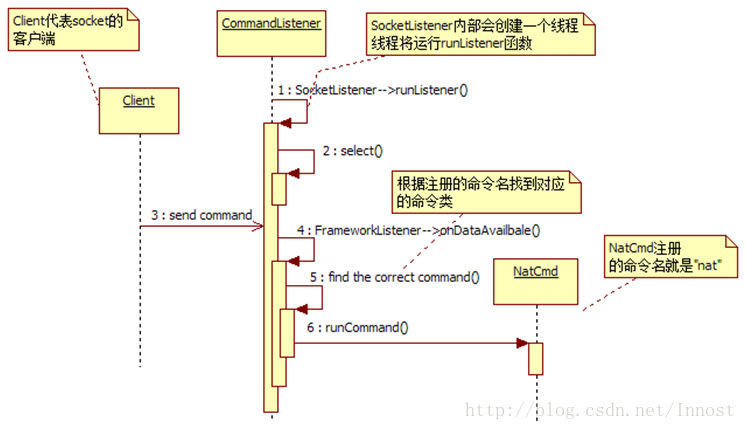 Client代表socket的
客户端
CommandListener
SocketListener内部会创建一个线程
线程将运行runListener函数
Client
1 : SocketListener-->runListener()
2 : select()
根据注册的命令名找到对应
的命令类
3 : send command
4 : FrameworkListener-->onDataAvailbale()
NatCmd注册
的命令名就是"nat"
5 : find the correct command()
NatCmd
6 : runCommand()
http://blog.csdn.net/Innost